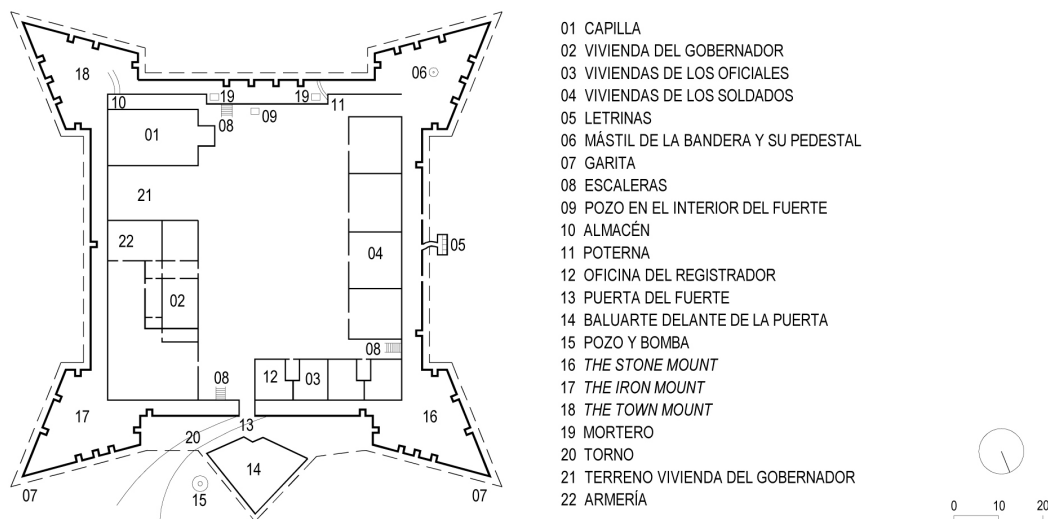 18
06
10
19
08
09
19
11
01
21
22
02
04
05
08
08
12
03
17
16
20
13
14
07
15
07
01 CAPILLA
02 VIVIENDA DEL GOBERNADOR
03 VIVIENDAS DE LOS OFICIALES
04 VIVIENDAS DE LOS SOLDADOS
05 LETRINAS
06 MÁSTIL DE LA BANDERA Y SU PEDESTAL
07 GARITA
08 ESCALERAS
09 POZO EN EL INTERIOR DEL FUERTE
10 ALMACÉN
11 POTERNA
12 OFICINA DEL REGISTRADOR
13 PUERTA DEL FUERTE
14 BALUARTE DELANTE DE LA PUERTA
15 POZO Y BOMBA
16 THE STONE MOUNT
17 THE IRON MOUNT
18 THE TOWN MOUNT
19 MORTERO
20 TORNO
21 TERRENO VIVIENDA DEL GOBERNADOR
22 ARMERÍA
0 10 20